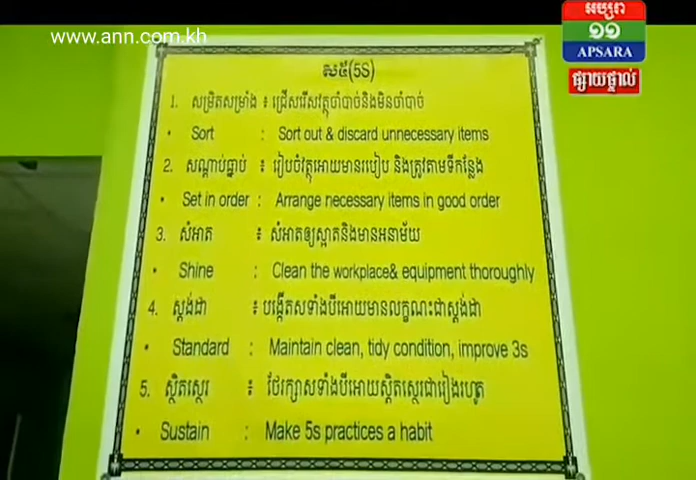 www.ann.com.kh
អប្សរា
១១
APSARA
ផ្សាយផ្ទាល់
ស៥(5S)
1. សម្រិតសម្រាំង ៖ ជ្រើសរើសវត្ថុចាំបាច់និងមិនចាំបាច់
• Sort : Sort out & discard unnecessary items
2. សណ្តាប់ធ្នាប់ ៖ រៀបចំវត្ថុអោយមានរបៀប និងត្រូវតាមទីកន្លែង
• Set in order : Arrange necessary items in good order
3. សំអាត ៖ សំអាតឲ្យស្អាតនិងមានអនាម័យ
• Shine : Clean the workplace& equipment thoroughly
4. ស្តង់ដា ៖ បង្កើតសទាំងបីអោយមានលក្ខណះជាស្តង់ដា
• Standard : Maintain clean, tidy condition, improve 3s
5. ស្ថិតស្ថេរ ៖ ថែរក្សាសទាំងបីអោយស្ថិតស្ថេរជារៀងរហូត
• Sustain : Make 5s practices a habit